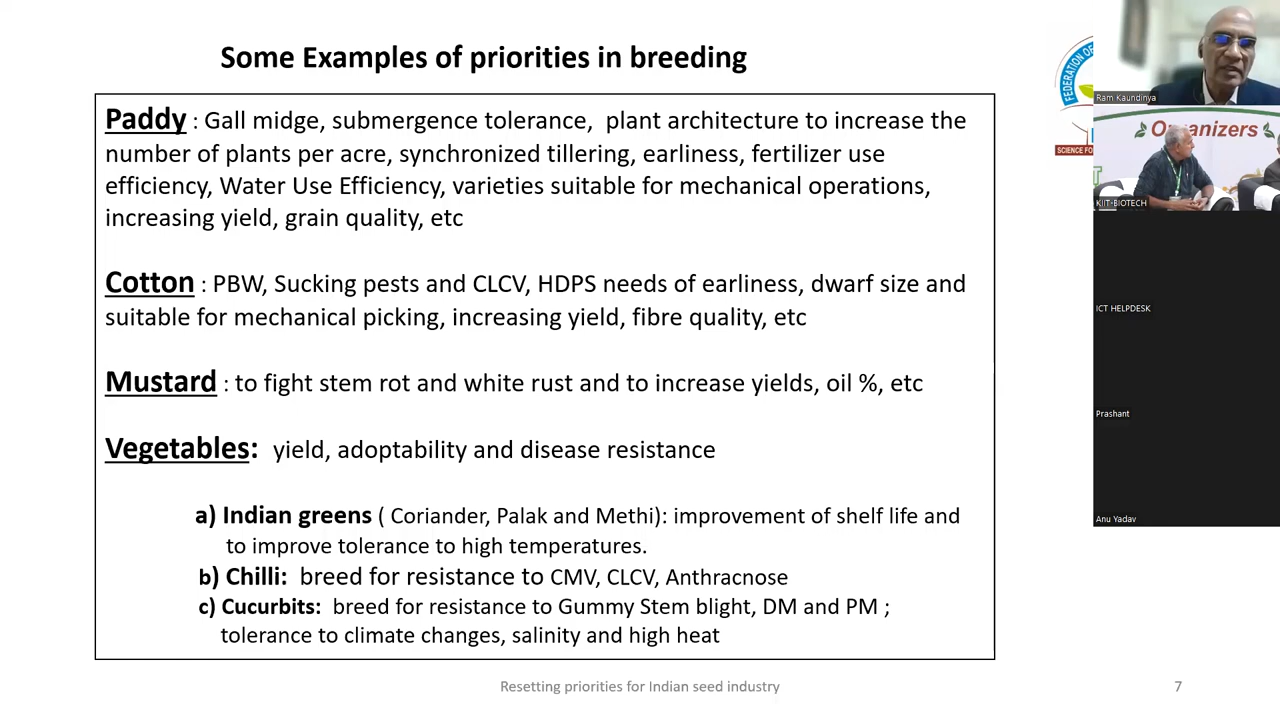 Some Examples of priorities in breeding
Paddy : Gall midge, submergence tolerance, plant architecture to increase the
number of plants per acre, synchronized tillering, earliness, fertilizer use
efficiency, Water Use Efficiency, varieties suitable for mechanical operations,
increasing yield, grain quality, etc
Cotton : PBW, Sucking pests and CLCV, HDPS needs of earliness, dwarf size and
suitable for mechanical picking, increasing yield, fibre quality, etc
Mustard : to fight stem rot and white rust and to increase yields, oil %, etc
Vegetables: yield, adoptability and disease resistance
a) Indian greens ( Coriander, Palak and Methi): improvement of shelf life and
to improve tolerance to high temperatures.
b) Chilli: breed for resistance to CMV, CLCV, Anthracnose
c) Cucurbits: breed for resistance to Gummy Stem blight, DM and PM ;
tolerance to climate changes, salinity and high heat
Resetting priorities for Indian seed industry
7
FEDERATION OF
SCIENCE FO
Ram Kaundinya
Organizers
KIIT-BIOTECH
ICT HELPDESK
Prashant
Anu Yadav